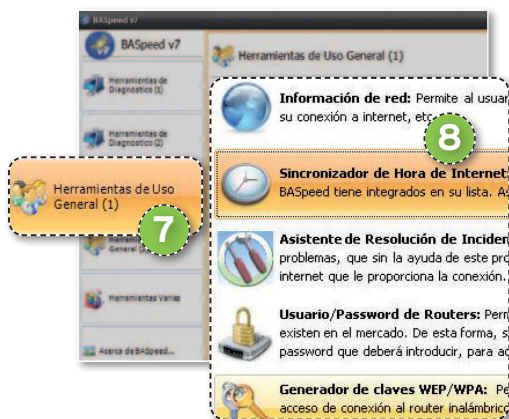 BASpeed v7
BASpeed v7
Herramientas de
Diagnostico (1)
Herramientas de
Diagnostico (2)
Herramientas de Uso
General (1)
7
Herramientas Varias
Acerca de BASpeed...
Herramientas de Uso General (1)
Información de red: Permite al usuar
su conexión a internet, etc.
8
Sincronizador de Hora de Internet
BASpeed tiene integrados en su lista. As
Asistente de Resolución de Inciden
problemas, que sin la ayuda de este pro
internet que le proporciona la conexión.
Usuario/Password de Routers: Perm
existen en el mercado. De esta forma, s
password que deberá introducir, para ac
Generador de claves WEP/WPA: Pe
acceso de conexión al router inalámbric